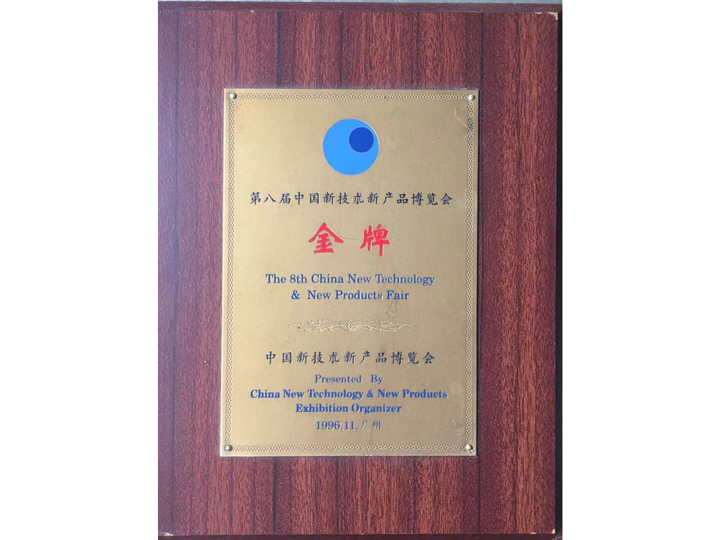 第八届中国新技术新产品博览会
金牌
The 8th China New Technology
& New Products Fair
中国新技术新产品博览会
Presented By
China New Technology & New Products
Exhibition Organizer
1996.11.广州